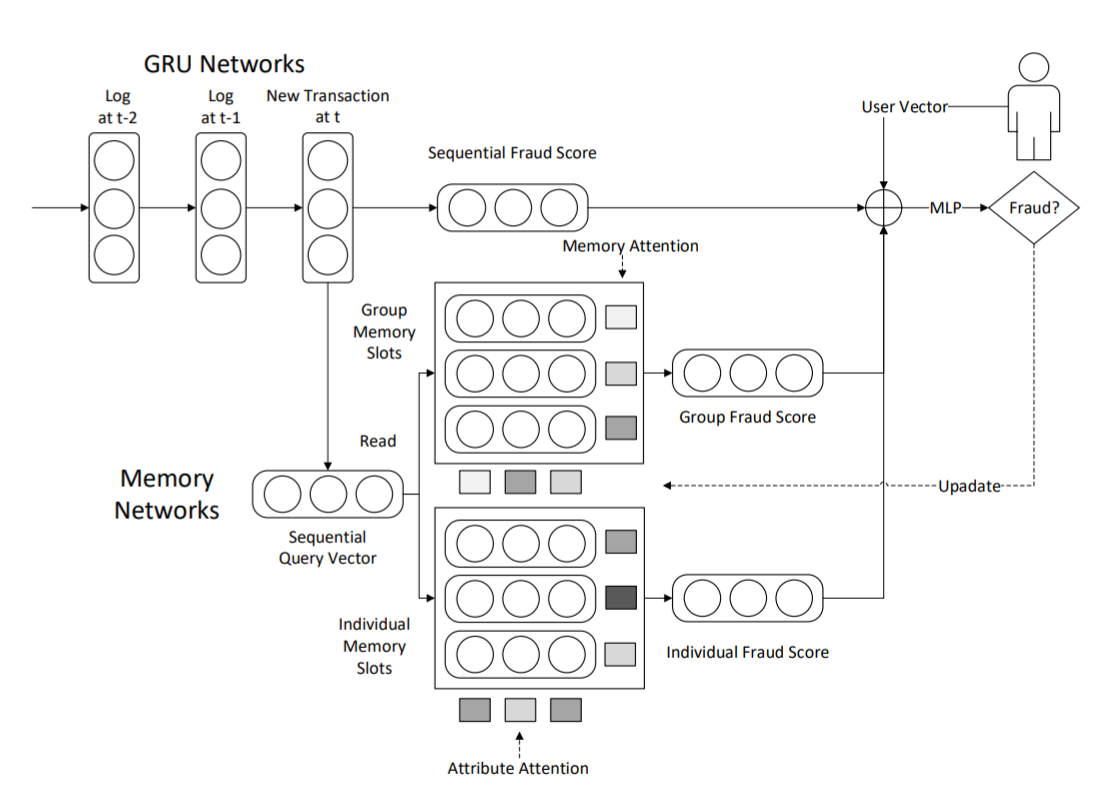 GRU Networks
Log
at t-2
Log
at t-1
New Transaction
at t
User Vector
Sequential Fraud Score
MLP
Fraud?
Memory Attention
Group
Memory
Slots
Group Fraud Score
Read
Memory
Networks
Upadate
Sequential
Query Vector
Individual
Memory
Slots
Individual Fraud Score
Attribute Attention